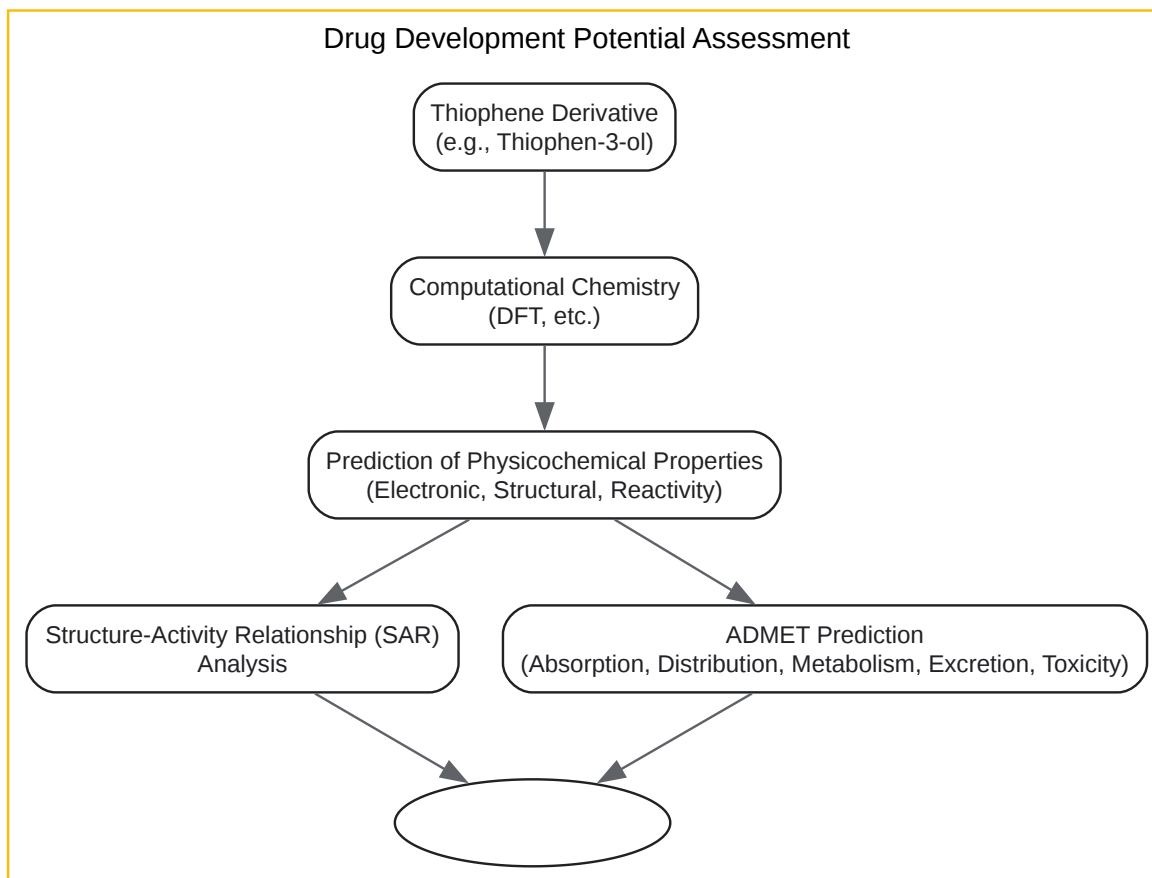 Drug Development Potential Assessment
Thiophene Derivative
(e.g., Thiophen-3-ol)
Computational Chemistry
(DFT, etc.)
Prediction of Physicochemical Properties
(Electronic, Structural, Reactivity)
Structure-Activity Relationship (SAR)
Analysis
ADMET Prediction
(Absorption, Distribution, Metabolism, Excretion, Toxicity)